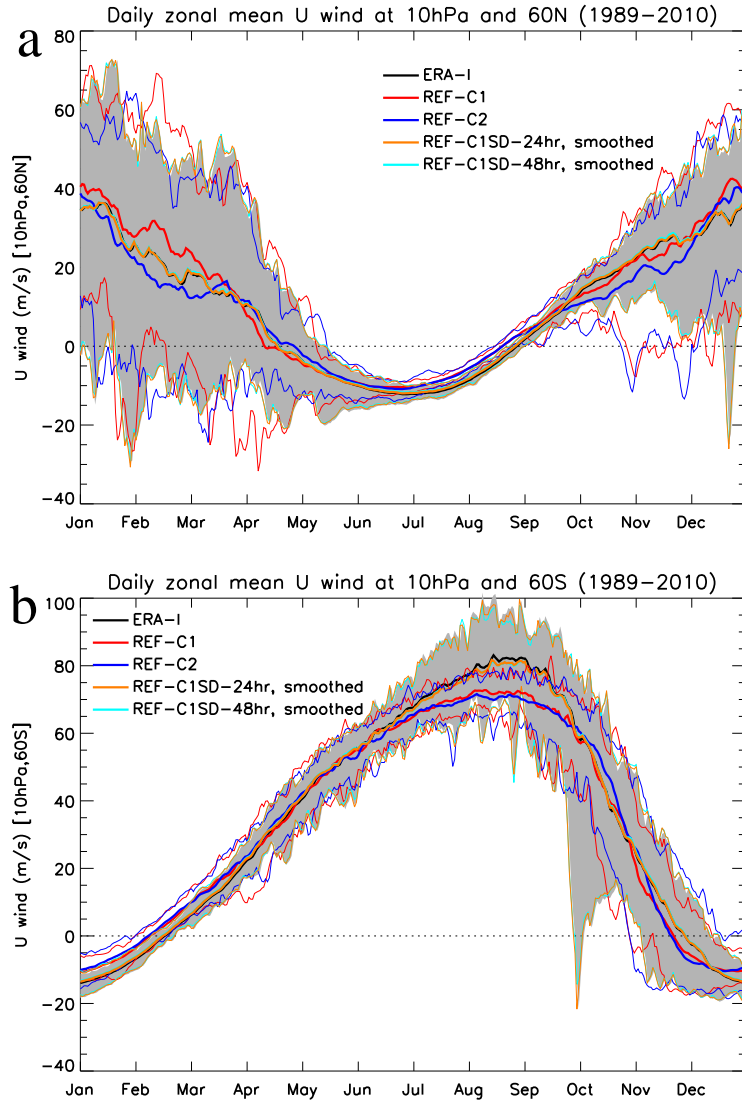 a
Daily zonal mean U wind at 10hPa and 60N (1989-2010)
80
60
40
20
0
-20
-40
U wind (m/s) [10hPa,60N]
ERA-I
REF-C1
REF-C2
REF-C1SD-24hr, smoothed
REF-C1SD-48hr, smoothed
Jan Feb Mar Apr May Jun Jul Aug Sep Oct Nov Dec
b
Daily zonal mean U wind at 10hPa and 60S (1989-2010)
100
80
60
40
20
0
-20
-40
U wind (m/s) [10hPa,60S]
ERA-I
REF-C1
REF-C2
REF-C1SD-24hr, smoothed
REF-C1SD-48hr, smoothed
Jan Feb Mar Apr May Jun Jul Aug Sep Oct Nov Dec